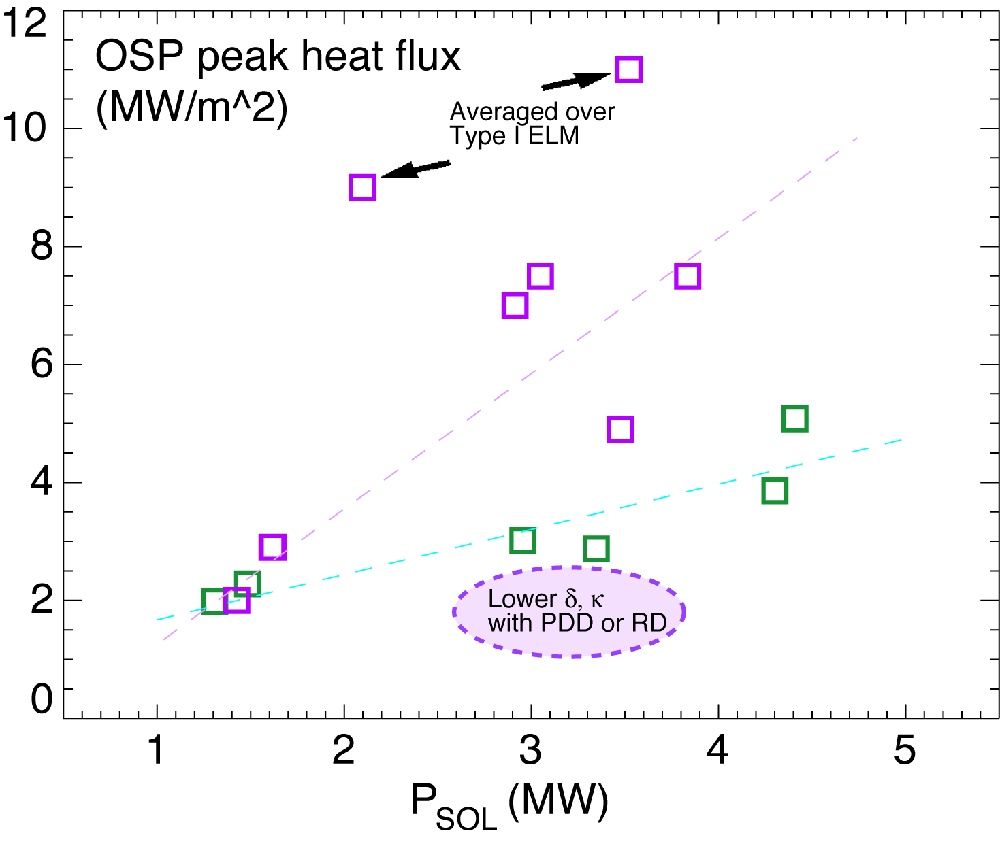 12
OSP peak heat flux
(MW/m^2)
Averaged over
Type I ELM
10
8
6
4
2
0
Lower δ, κ
with PDD or RD
1 2 3 4 5
PSOL (MW)